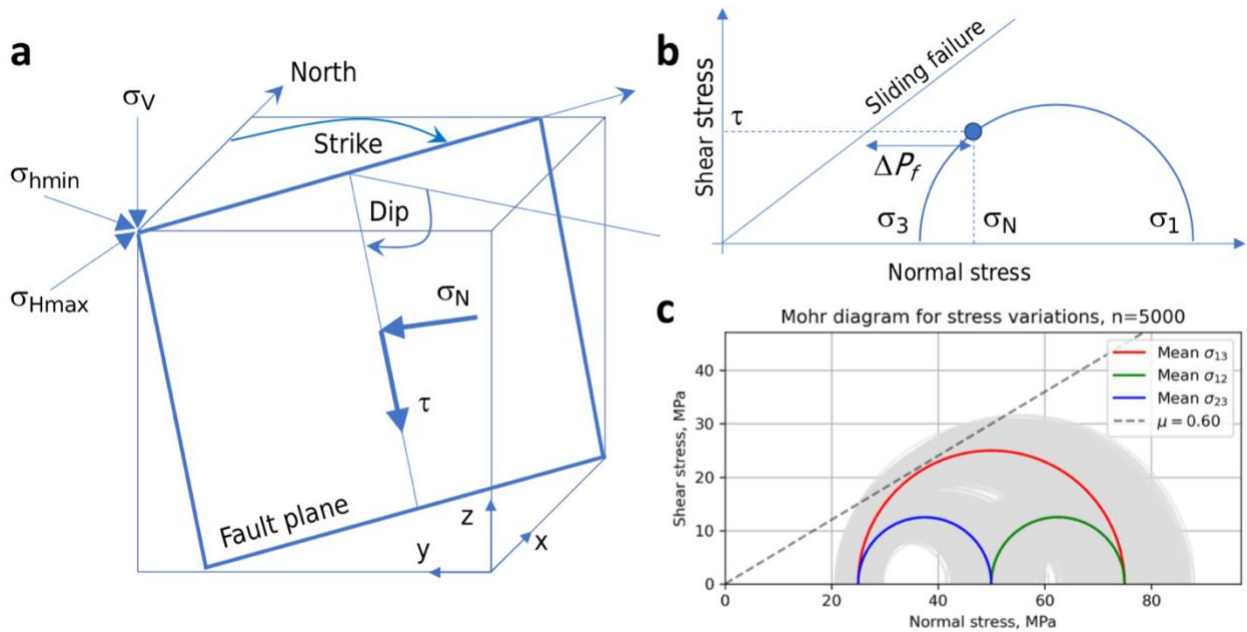 a
North
σV
Strike
σhmin
Dip
σN
σHmax
τ
Fault plane
z
y
x
b
Shear stress
Sliding failure
τ
ΔPf
σ3
σN
σ1
Normal stress
c
Mohr diagram for stress variations, n=5000
Shear stress, MPa
40
30
20
10
0
Mean σ13
Mean σ12
Mean σ23
μ = 0.60
0
20
40
60
80
Normal stress, MPa